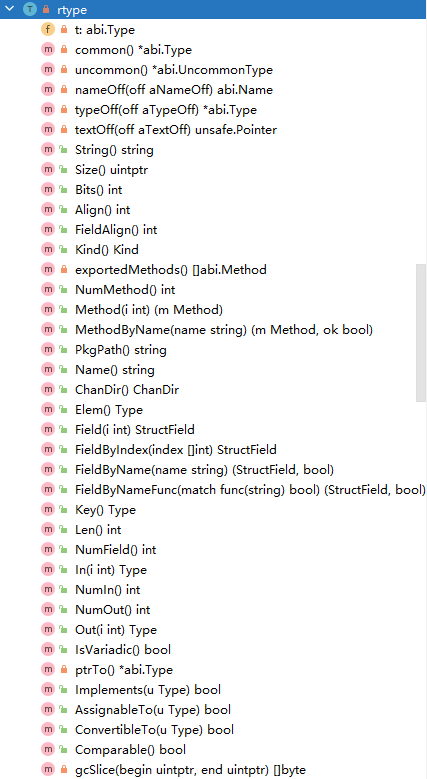 rtype
t: abi.Type
common() *abi.Type
uncommon() *abi.UncommonType
nameOff(off aNameOff) abi.Name
typeOff(off aTypeOff) *abi.Type
textOff(off aTextOff) unsafe.Pointer
String() string
Size() uintptr
Bits() int
Align() int
FieldAlign() int
Kind() Kind
exportedMethods() []abi.Method
NumMethod() int
Method(i int) (m Method)
MethodByName(name string) (m Method, ok bool)
PkgPath() string
Name() string
ChanDir() ChanDir
Elem() Type
Field(i int) StructField
FieldByIndex(index []int) StructField
FieldByName(name string) (StructField, bool)
FieldByNameFunc(match func(string) bool) (StructField, bool)
Key() Type
Len() int
NumField() int
In(i int) Type
NumIn() int
NumOut() int
Out(i int) Type
IsVariadic() bool
ptrTo() *abi.Type
Implements(u Type) bool
AssignableTo(u Type) bool
ConvertibleTo(u Type) bool
Comparable() bool
gcSlice(begin uintptr, end uintptr) []byte